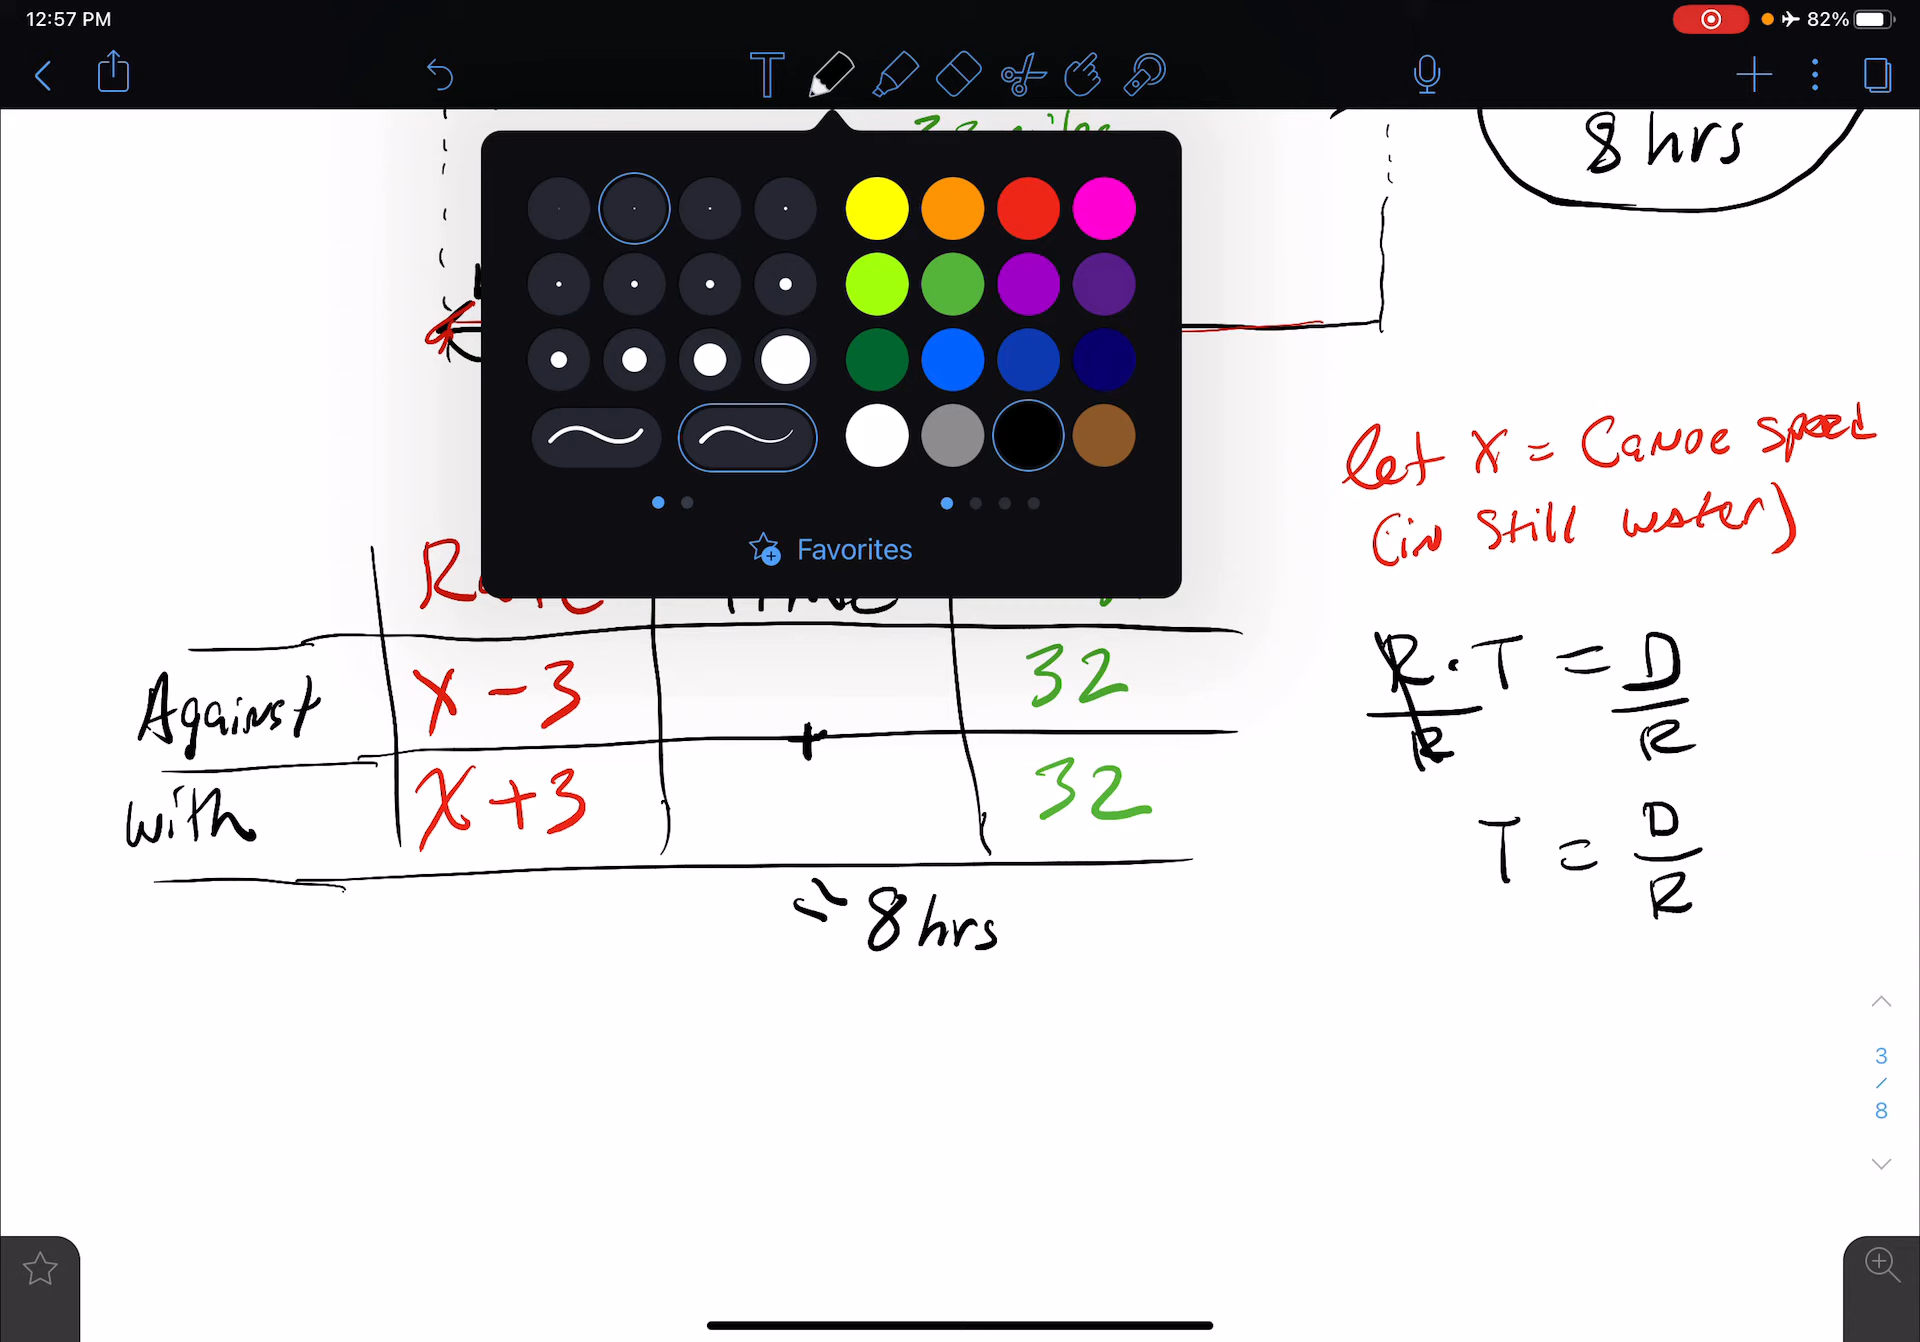 12:57 PM
82%
8 hrs
Favorites
let x = Canoe speed
(in still water)
Against x - 3 32
+
with x + 3 32
= 8 hrs
R · T = D
R R
T = D
R
3
/
8